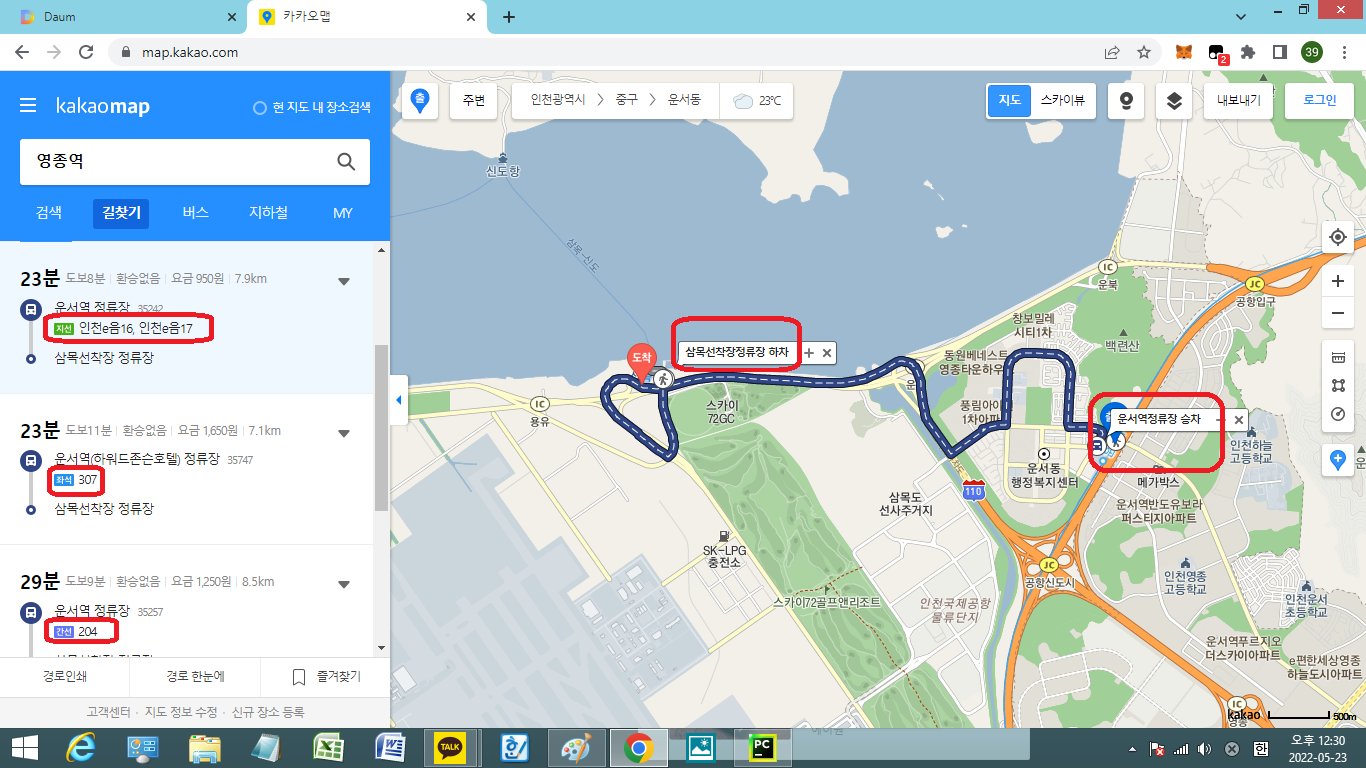 Daum
카카오맵
map.kakao.com
2
39
kakaomap
현 지도 내 장소검색
영종역
검색
길찾기
버스
지하철
MY
23분 도보8분 환승없음 요금 950원 7.9km
운서역 정류장 35242
지선 인천e음16, 인천e음17
삼목선착장 정류장
23분 도보11분 환승없음 요금 1,650원 7.1km
운서역(하워드존슨호텔) 정류장 35747
좌석 307
삼목선착장 정류장
29분 도보9분 환승없음 요금 1,250원 8.5km
운서역 정류장 35257
간선 204
경로인쇄
경로 한눈에
즐겨찾기
고객센터 · 지도 정보 수정 · 신규 장소 등록
출
주변
인천광역시 > 중구 > 운서동
23℃
지도
스카이뷰
내보내기
로그인
신도항
삼목-신도
IC
운북
JC
공항입구
창보밀레
시티1차
백련산
동원베네스트
영종타운하우
삼목선착장정류장 하차
도착
운
IC
용유
스카이
72GC
풍림아이
1차아파
운서역정류장 승차
인천하늘
고등학교
운서동
행정복지센터
메가박스
110
운서역반도유보라
퍼스티지아파트
삼목도
선사주거지
SK-LPG
충전소
JC
공항신도시
인천영종
고등학교
인천운서
초등학교
스카이72골프앤리조트
인천국제공항
물류단지
운서역푸르지오
더스카이아파트
e편한세상영종
하늘도시아파트
IC
영종
kakao
500m
TALK
PC
한
오후 12:30
2022-05-23